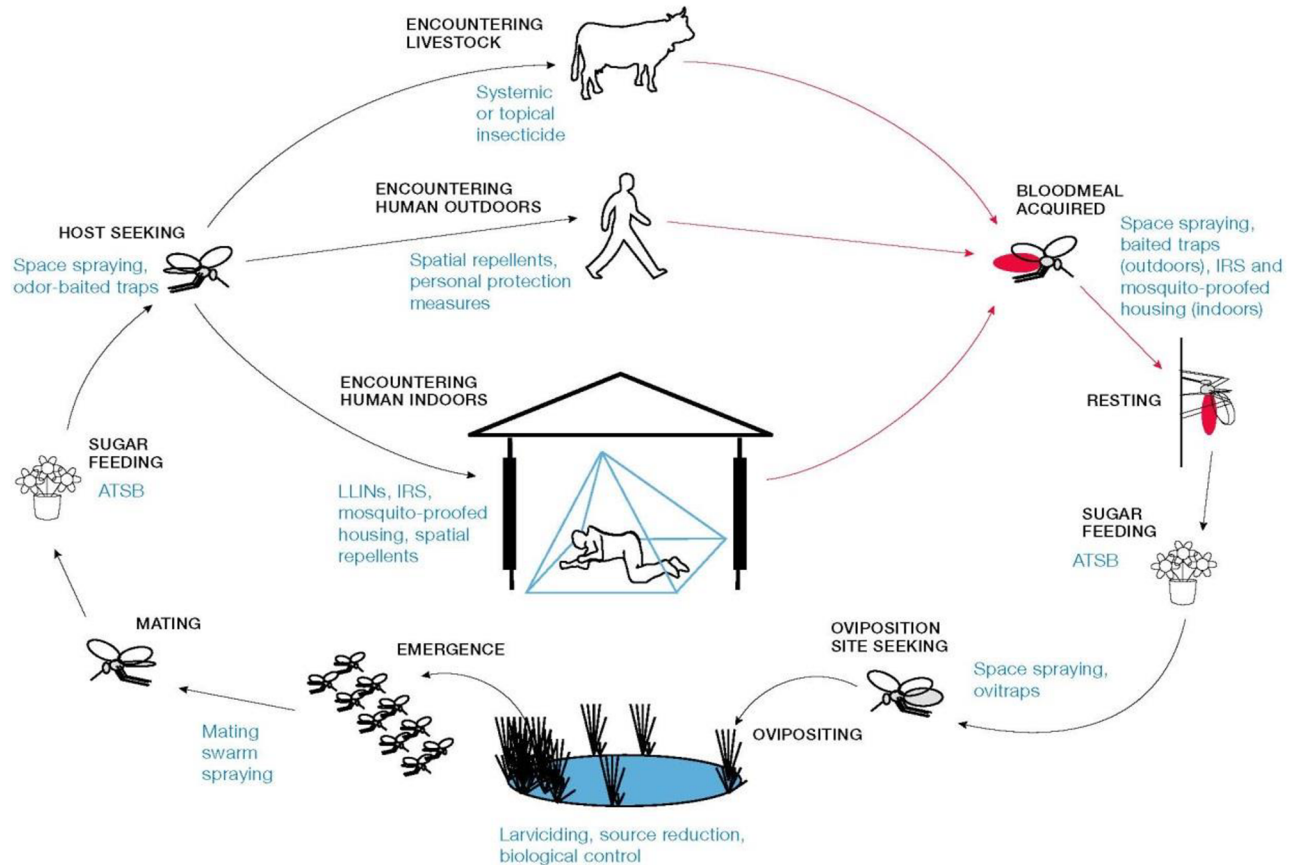 ENCOUNTERING
LIVESTOCK
Systemic
or topical
insecticide
ENCOUNTERING
HUMAN OUTDOORS
Spatial repellents,
personal protection
measures
HOST SEEKING
Space spraying,
odor-baited traps
BLOODMEAL
ACQUIRED
Space spraying,
baited traps
(outdoors), IRS and
mosquito-proofed
housing (indoors)
ENCOUNTERING
HUMAN INDOORS
LLINs, IRS,
mosquito-proofed
housing, spatial
repellents
RESTING
SUGAR
FEEDING
ATSB
SUGAR
FEEDING
ATSB
MATING
Mating
swarm
spraying
EMERGENCE
OVIPOSITION
SITE SEEKING
Space spraying,
ovitraps
OVIPOSITING
Larviciding, source reduction,
biological control